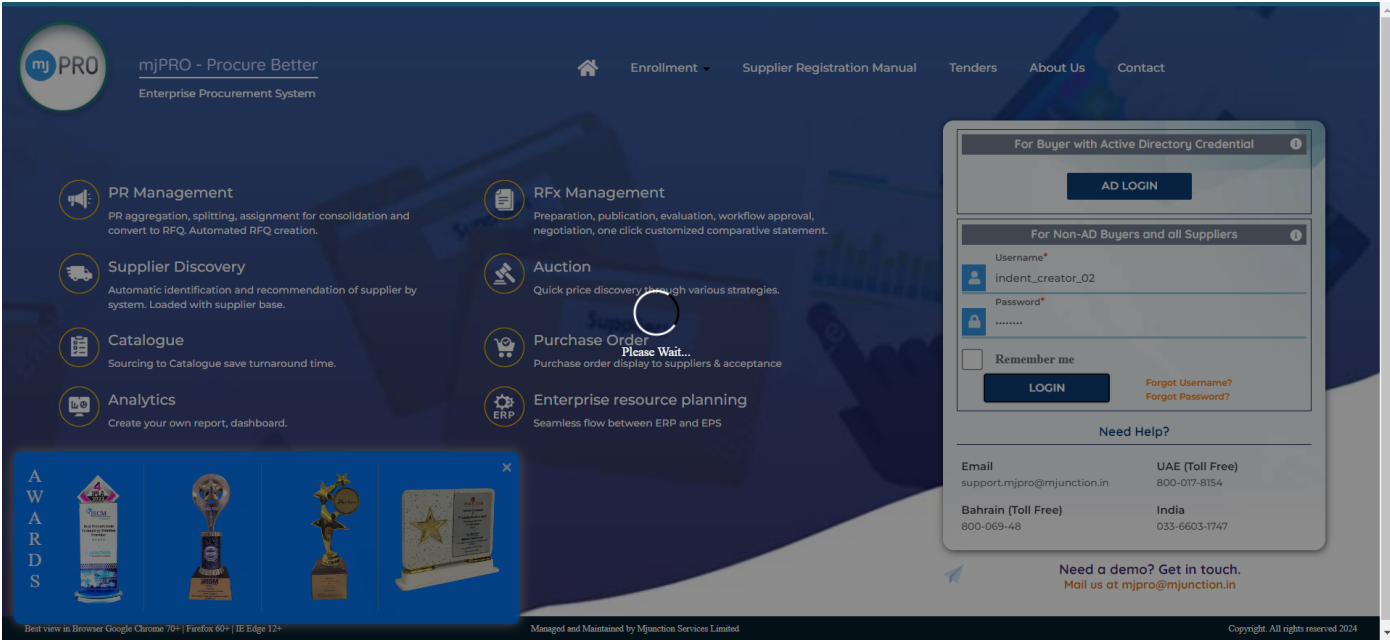 mj PRO
mjPRO - Procure Better
Enterprise Procurement System
Enrollment
Supplier Registration Manual
Tenders
About Us
Contact
PR Management
PR aggregation, splitting, assignment for consolidation and
convert to RFQ. Automated RFQ creation.
RFx Management
Preparation, publication, evaluation, workflow approval,
negotiation, one click customized comparative statement.
Supplier Discovery
Automatic identification and recommendation of supplier by
system. Loaded with supplier base.
Auction
Quick price discovery through various strategies.
Catalogue
Sourcing to Catalogue save turnaround time.
Purchase Order
Purchase order display to suppliers & acceptance
Please Wait...
Analytics
Create your own report, dashboard.
ERP
Enterprise resource planning
Seamless flow between ERP and EPS
For Buyer with Active Directory Credential
AD LOGIN
For Non-AD Buyers and all Suppliers
Username*
indent_creator_02
Password*
........
Remember me
LOGIN
Forgot Username?
Forgot Password?
Need Help?
Email
support.mjpro@mjunction.in
UAE (Toll Free)
800-017-8154
Bahrain (Toll Free)
800-069-48
India
033-6603-1747
Need a demo? Get in touch.
Mail us at mjpro@mjunction.in
A
W
A
R
D
S
Best view in Browser Google Chrome 70+ | Firefox 60+ | IE Edge 12+
Managed and Maintained by Mjunction Services Limited
Copyright. All rights reserved 2024